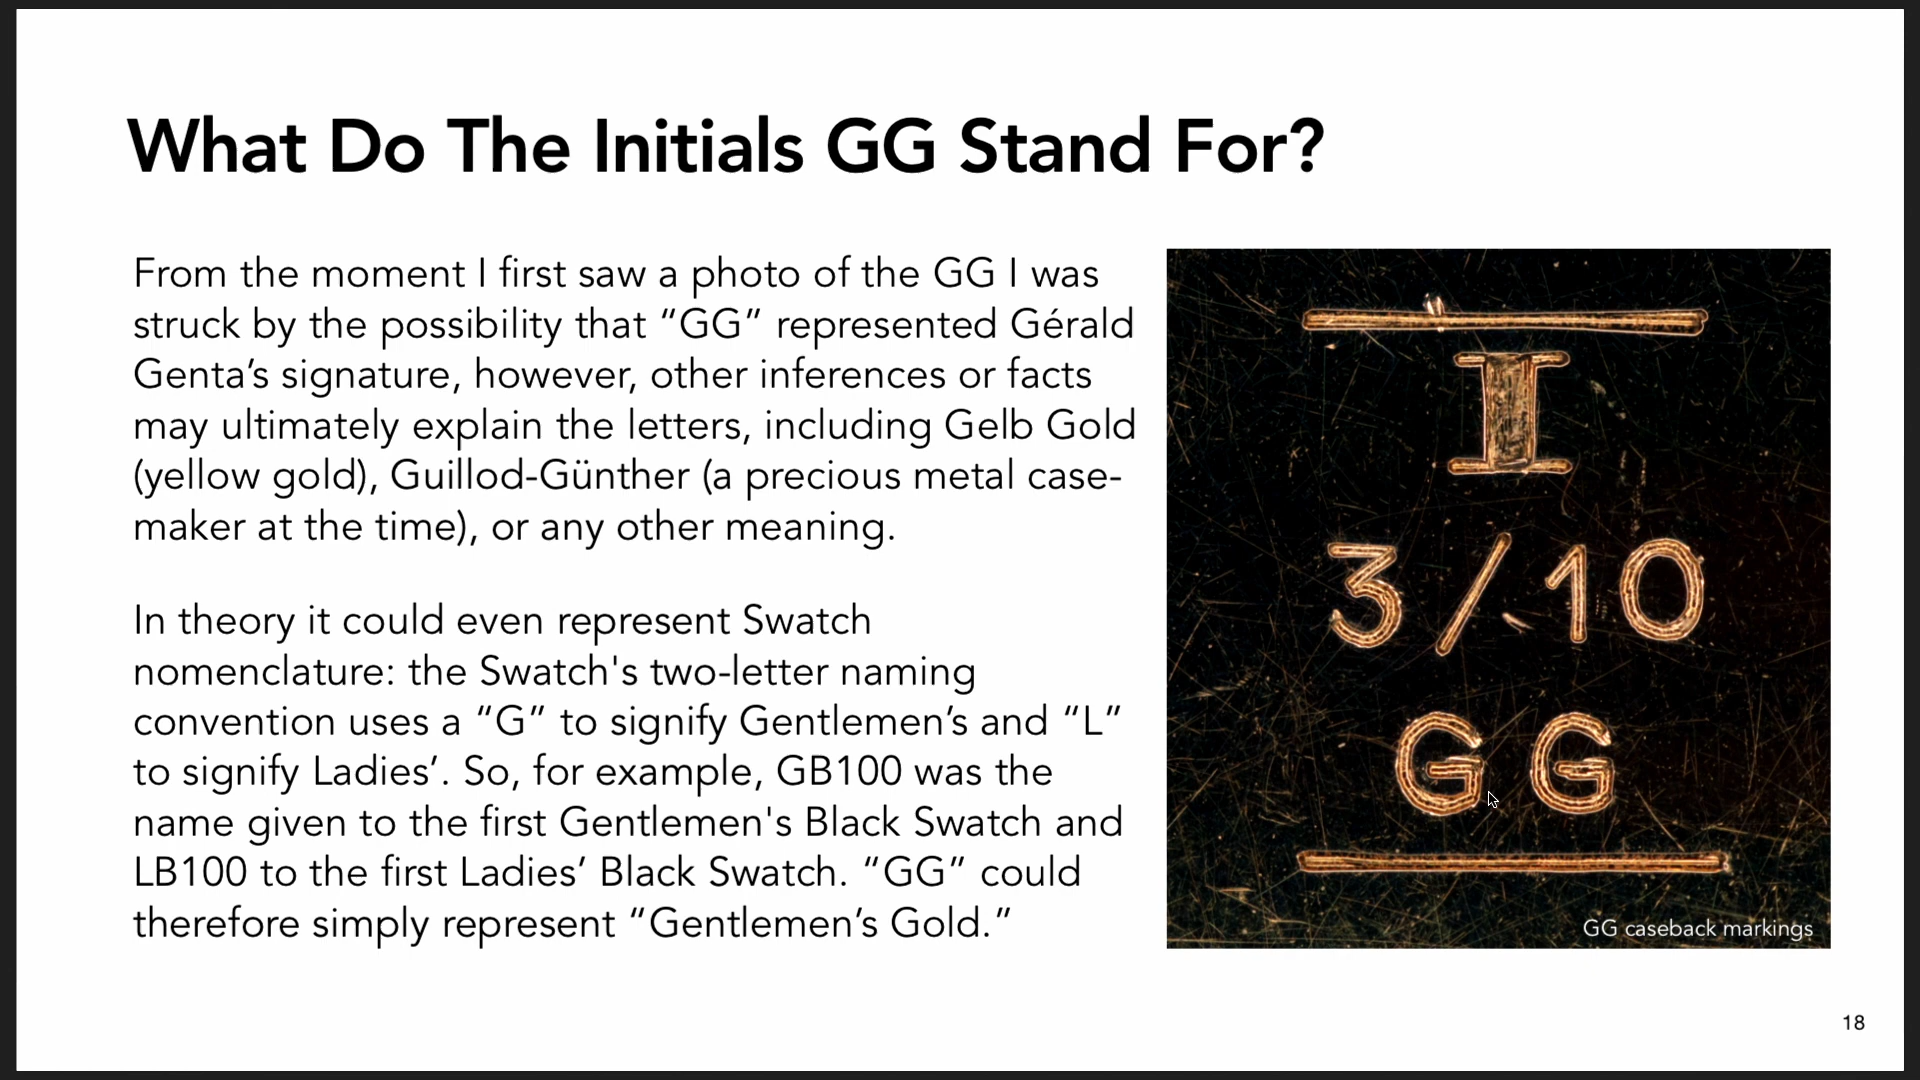 What Do The Initials GG Stand For?
From the moment I first saw a photo of the GG I was
struck by the possibility that “GG” represented Gérald
Genta’s signature, however, other inferences or facts
may ultimately explain the letters, including Gelb Gold
(yellow gold), Guillod-Günther (a precious metal case-
maker at the time), or any other meaning.
In theory it could even represent Swatch
nomenclature: the Swatch's two-letter naming
convention uses a “G” to signify Gentlemen’s and “L”
to signify Ladies’. So, for example, GB100 was the
name given to the first Gentlemen's Black Swatch and
LB100 to the first Ladies’ Black Swatch. “GG” could
therefore simply represent “Gentlemen’s Gold.”
I
3/10
GG
GG caseback markings
18